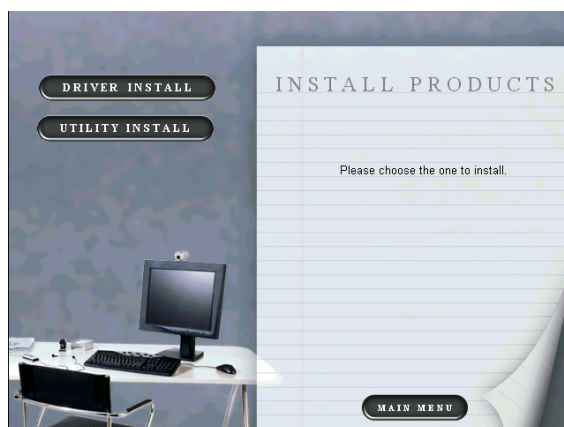 DRIVER INSTALL
UTILITY INSTALL
INSTALL PRODUCTS
Please choose the one to install.
MAIN MENU